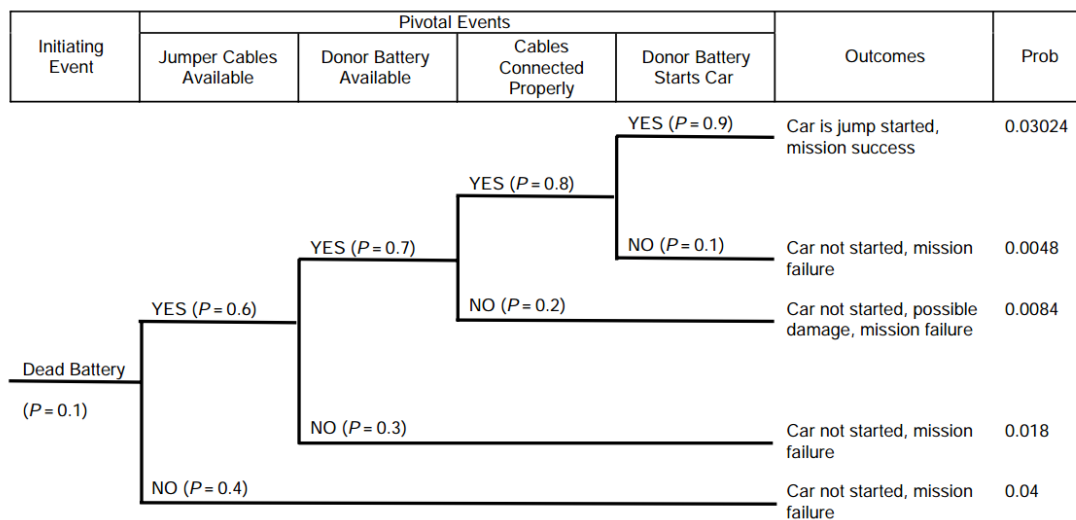 Pivotal Events
Initiating
Event
Jumper Cables
Available
Donor Battery
Available
Cables
Connected
Properly
Donor Battery
Starts Car
Outcomes
Prob
YES (P = 0.9)
Car is jump started,
mission success
0.03024
YES (P = 0.8)
NO (P = 0.1)
Car not started, mission
failure
0.0048
YES (P = 0.7)
NO (P = 0.2)
Car not started, possible
damage, mission failure
0.0084
YES (P = 0.6)
Dead Battery
(P = 0.1)
NO (P = 0.3)
Car not started, mission
failure
0.018
NO (P = 0.4)
Car not started, mission
failure
0.04